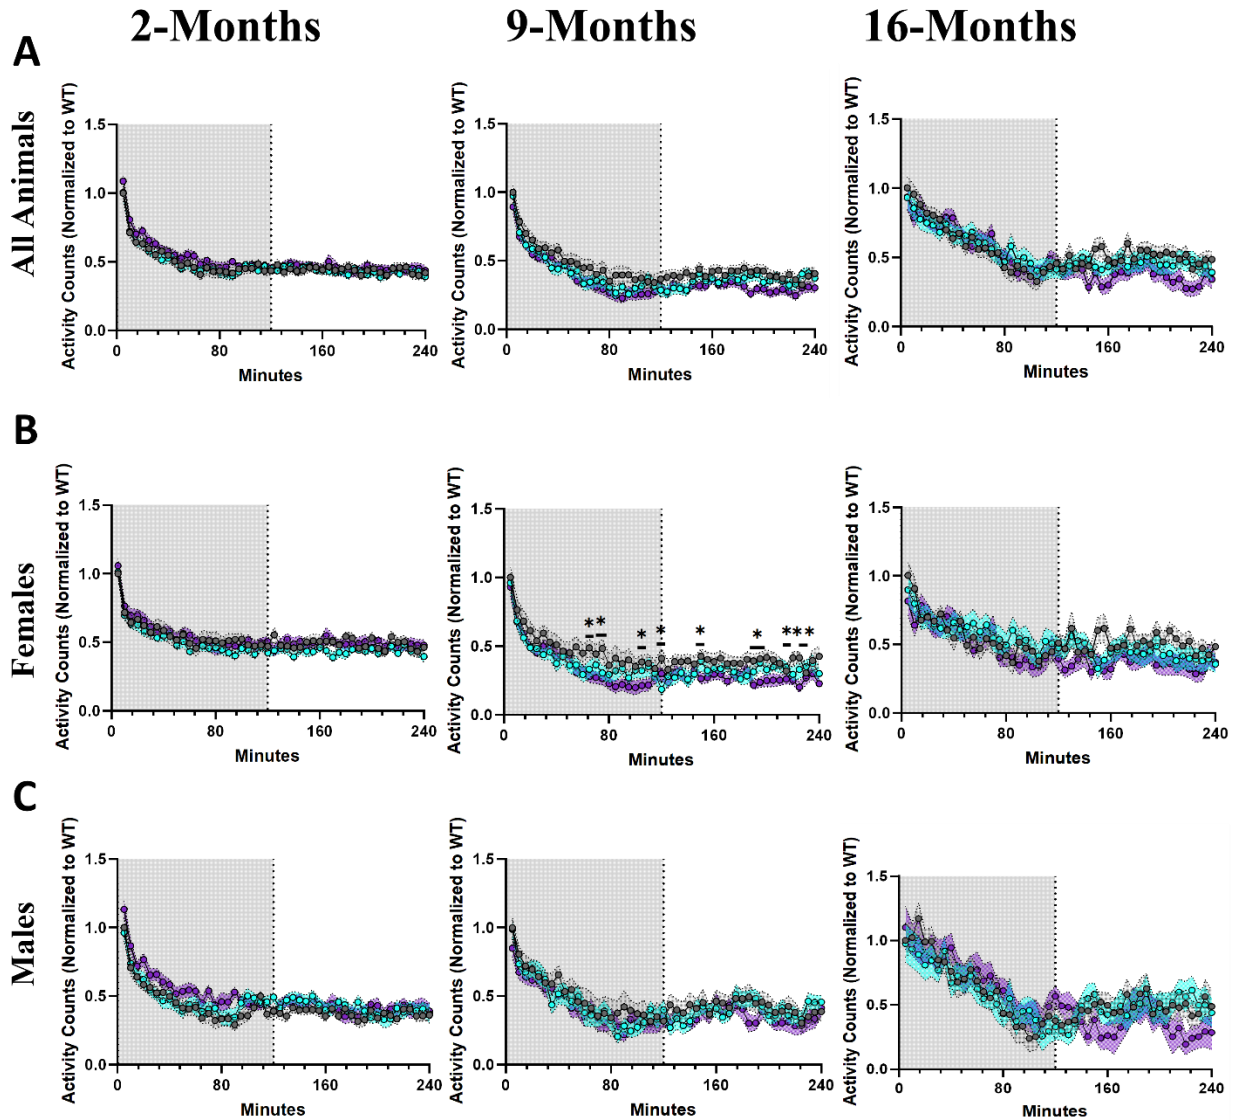 2-Months 9-Months 16-Months
A
All Animals
Activity Counts (Normalized to WT)
1.5
1.0
0.5
0.0
0 80 160 240
Minutes
Activity Counts (Normalized to WT)
1.5
1.0
0.5
0.0
0 80 160 240
Minutes
Activity Counts (Normalized to WT)
1.5
1.0
0.5
0.0
0 80 160 240
Minutes
B
Females
Activity Counts (Normalized to WT)
1.5
1.0
0.5
0.0
0 80 160 240
Minutes
Activity Counts (Normalized to WT)
1.5
1.0
0.5
0.0
* * * * * * * * *
0 80 160 240
Minutes
Activity Counts (Normalized to WT)
1.5
1.0
0.5
0.0
0 80 160 240
Minutes
C
Males
Activity Counts (Normalized to WT)
1.5
1.0
0.5
0.0
0 80 160 240
Minutes
Activity Counts (Normalized to WT)
1.5
1.0
0.5
0.0
0 80 160 240
Minutes
Activity Counts (Normalized to WT)
1.5
1.0
0.5
0.0
0 80 160 240
Minutes